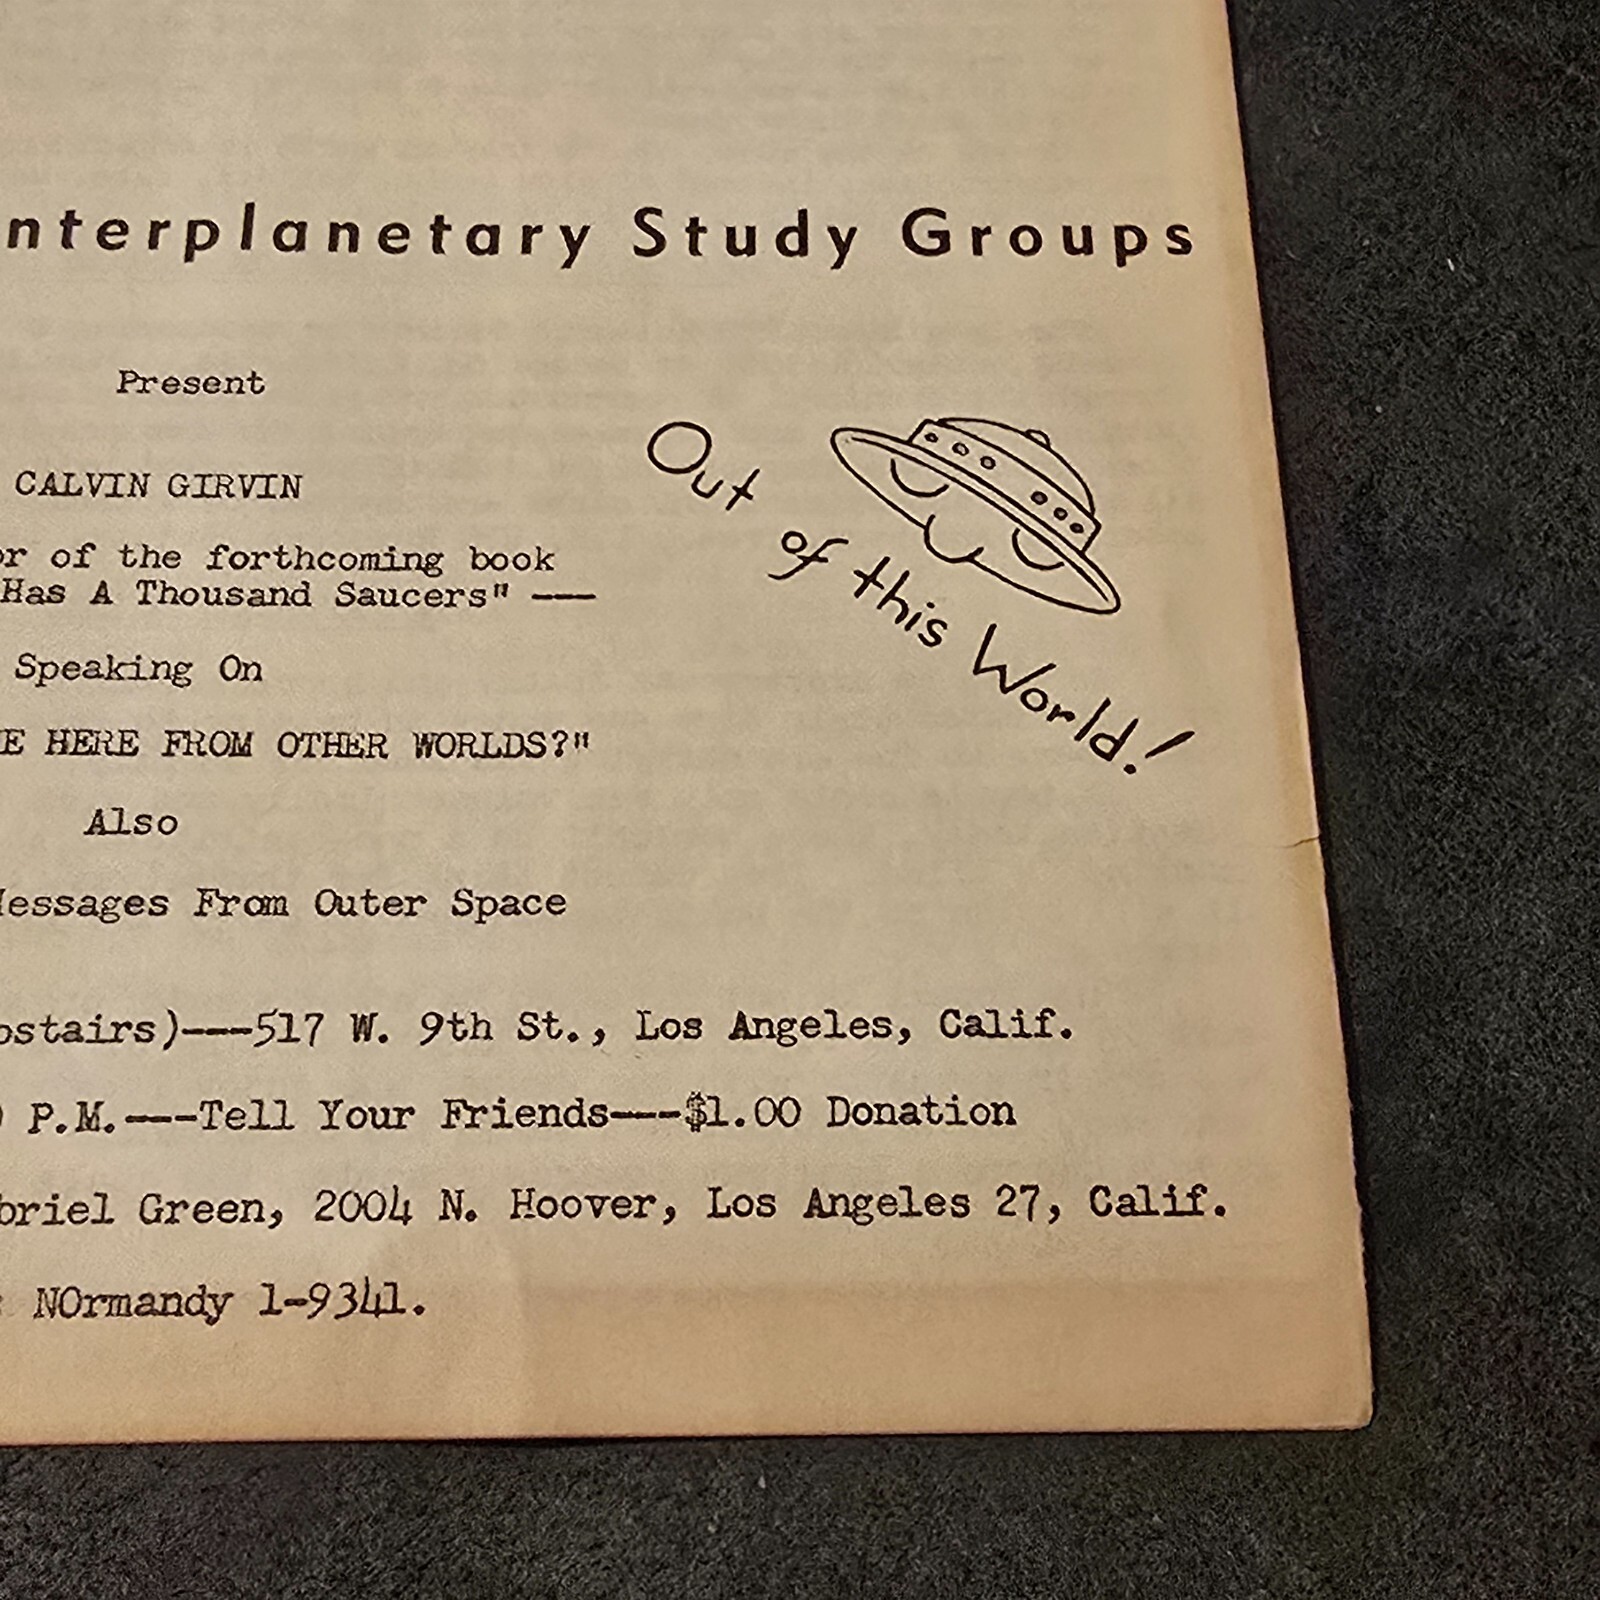 nterplanetary Study Groups
Present
CALVIN GIRVIN
or of the forthcoming book
Has A Thousand Saucers" ---
Speaking On
E HERE FROM OTHER WORLDS?"
Also
essages From Outer Space
Out of this World!
pstairs)---517 W. 9th St., Los Angeles, Calif.
P.M.---Tell Your Friends---$1.00 Donation
briel Green, 2004 N. Hoover, Los Angeles 27, Calif.
: NOrmandy 1-9341.